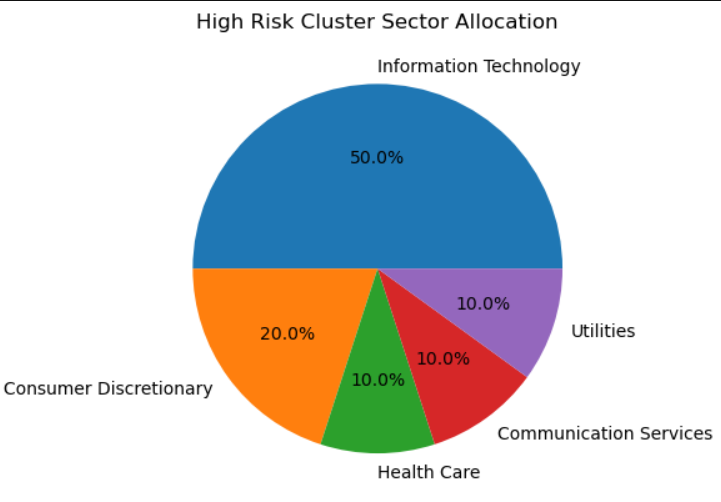 High Risk Cluster Sector Allocation
Information Technology
50.0%
20.0%
10.0%
10.0%
10.0%
Utilities
Consumer Discretionary
Communication Services
Health Care